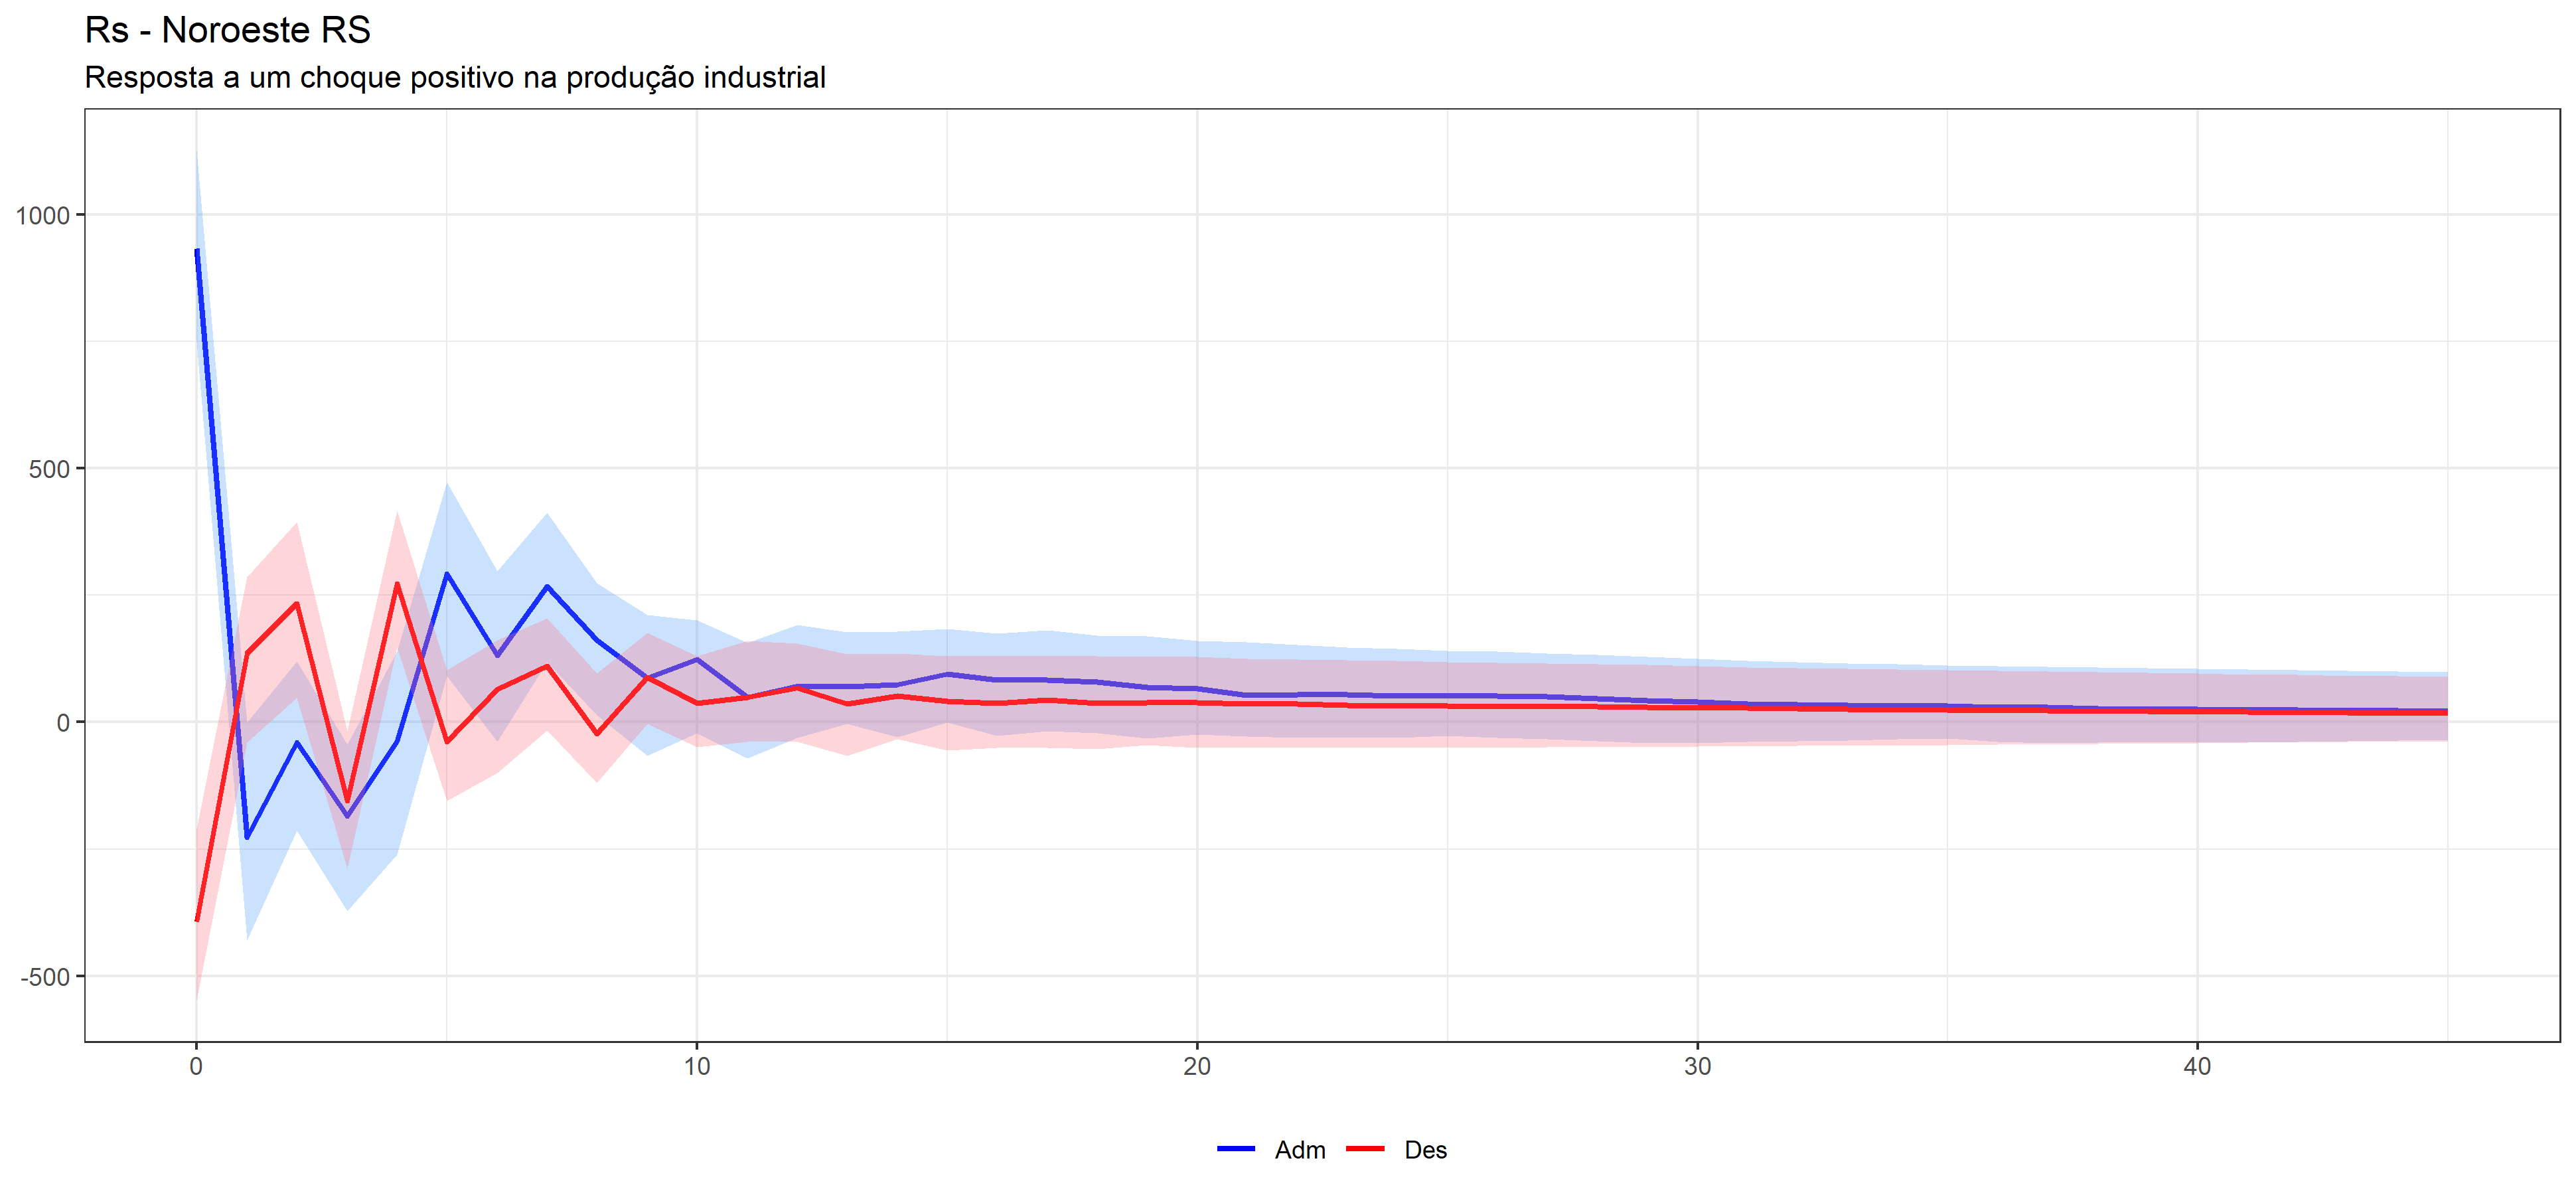 Rs - Noroeste RS
Resposta a um choque positivo na produção industrial
1000
500
0
-500
0 10 20 30 40
Adm Des